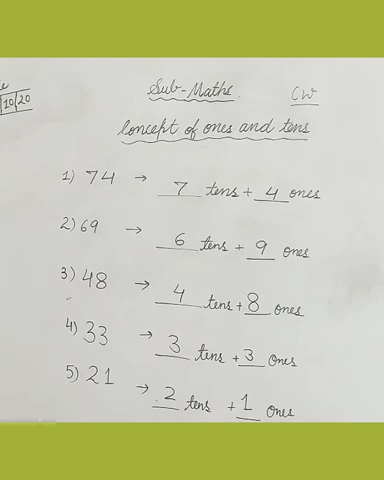 Sub-Maths.
CW
10/20
Concept of ones and tens
1) 74 → 7 tens + 4 ones
2) 69 → 6 tens + 9 ones
3) 48 → 4 tens + 8 ones
4) 33 → 3 tens + 3 ones
5) 21 → 2 tens + 1 ones